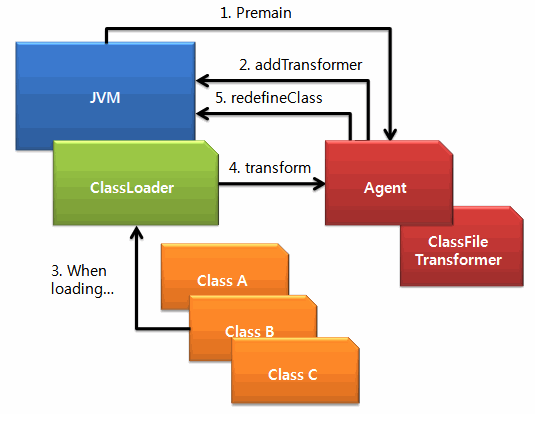 1. Premain
2. addTransformer
JVM
5. redefineClass
4. transform
ClassLoader
Agent
ClassFile
Transformer
3. When
loading...
Class A
Class B
Class C